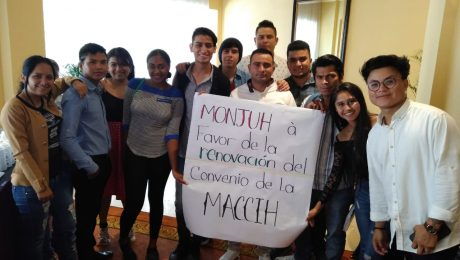 MONJUH à
Favor de la
renovación del
Convenio de la
MACCIH